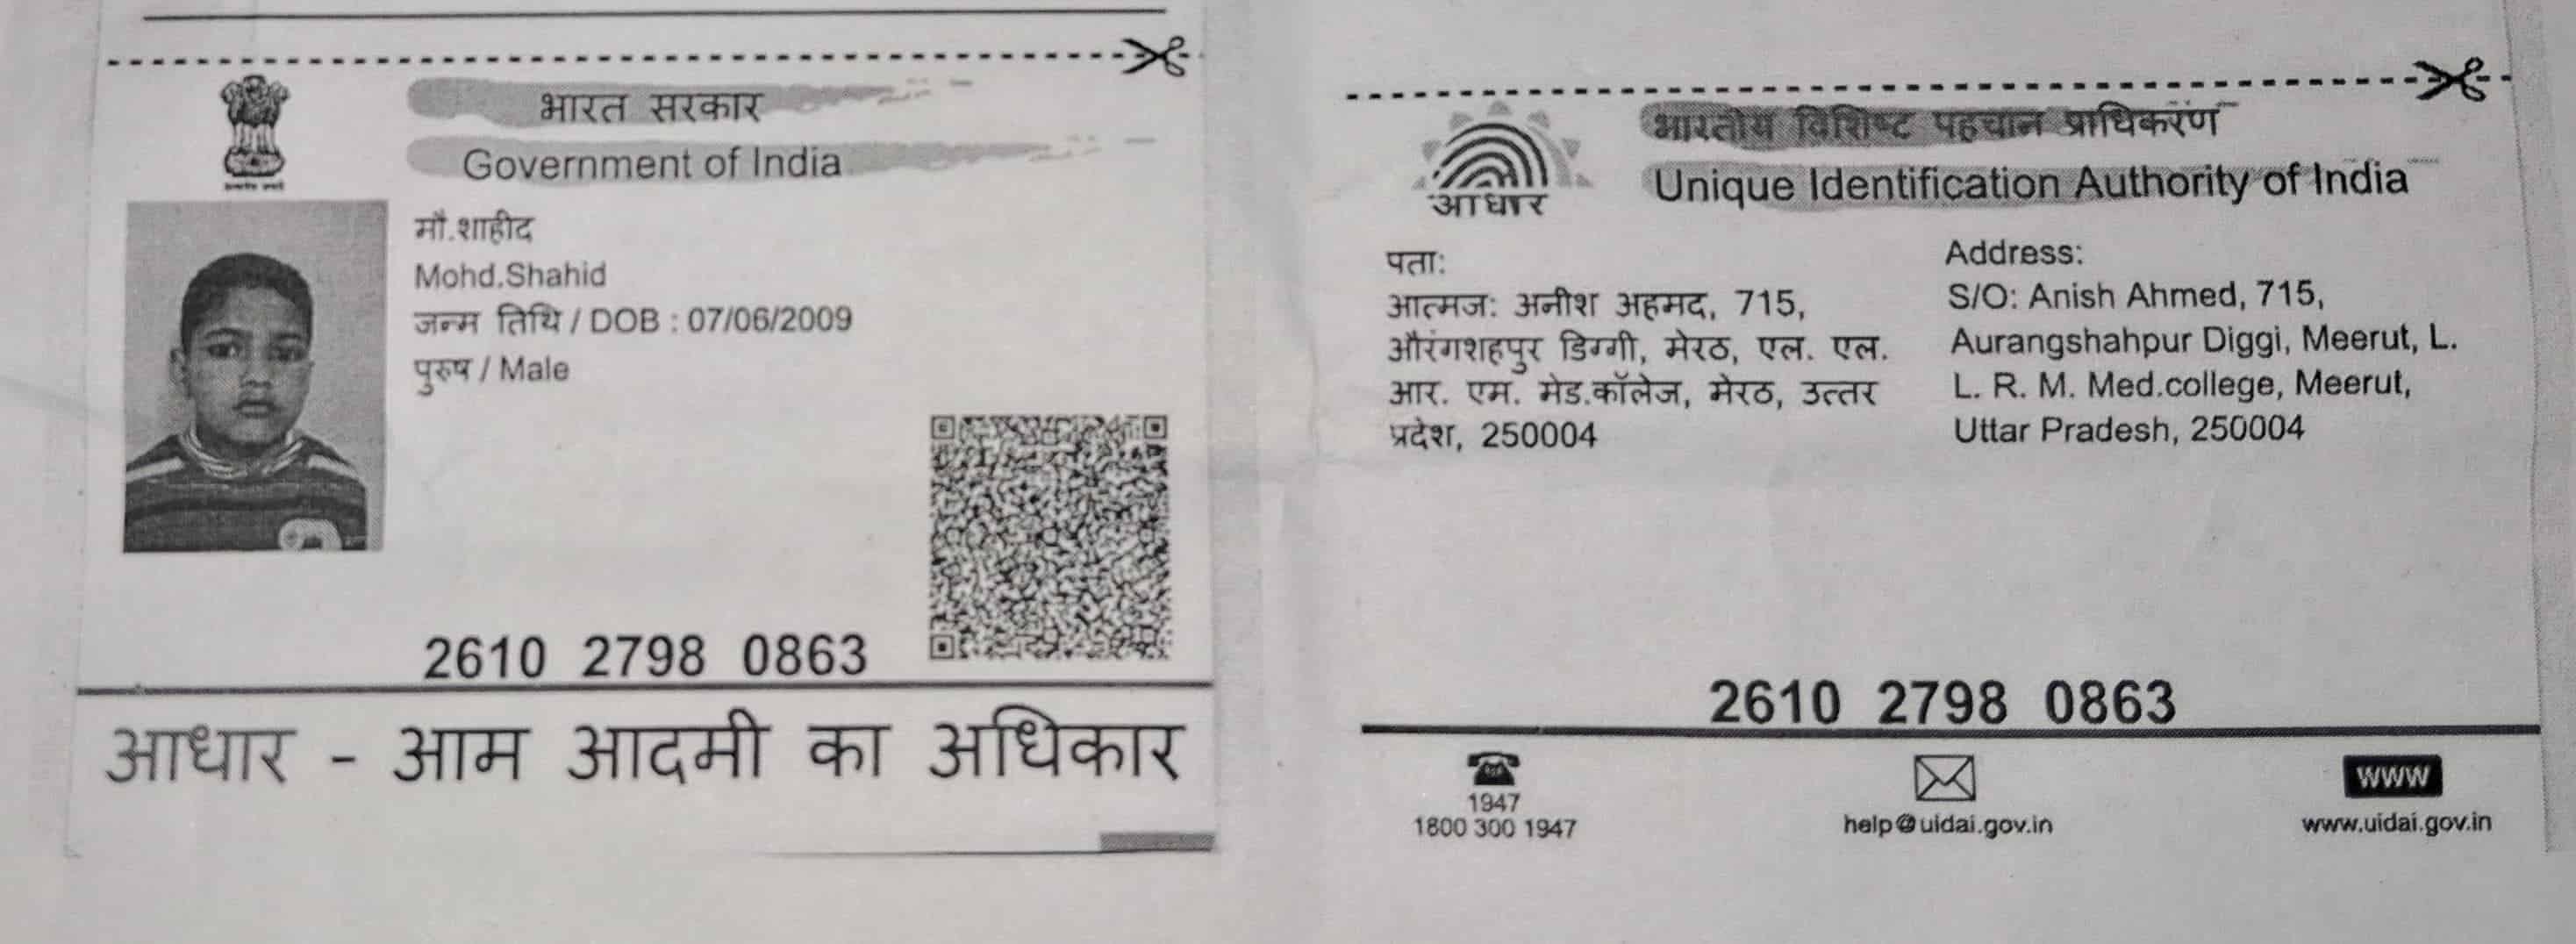 भारत सरकार
Government of India
मौ.शाहीद
Mohd.Shahid
जन्म तिथि / DOB : 07/06/2009
पुरुष / Male
2610 2798 0863
आधार - आम आदमी का अधिकार
भारतीय विशिष्ट पहचान प्राधिकरण
Unique Identification Authority of India
आधार
पता:
आत्मज: अनीश अहमद, 715,
औरंगशहपुर डिग्गी, मेरठ, एल. एल.
आर. एम. मेड.कॉलेज, मेरठ, उत्तर
प्रदेश, 250004
Address:
S/O: Anish Ahmed, 715,
Aurangshahpur Diggi, Meerut, L.
L. R. M. Med.college, Meerut,
Uttar Pradesh, 250004
2610 2798 0863
1947
1800 300 1947
help@uidai.gov.in
www
www.uidai.gov.in